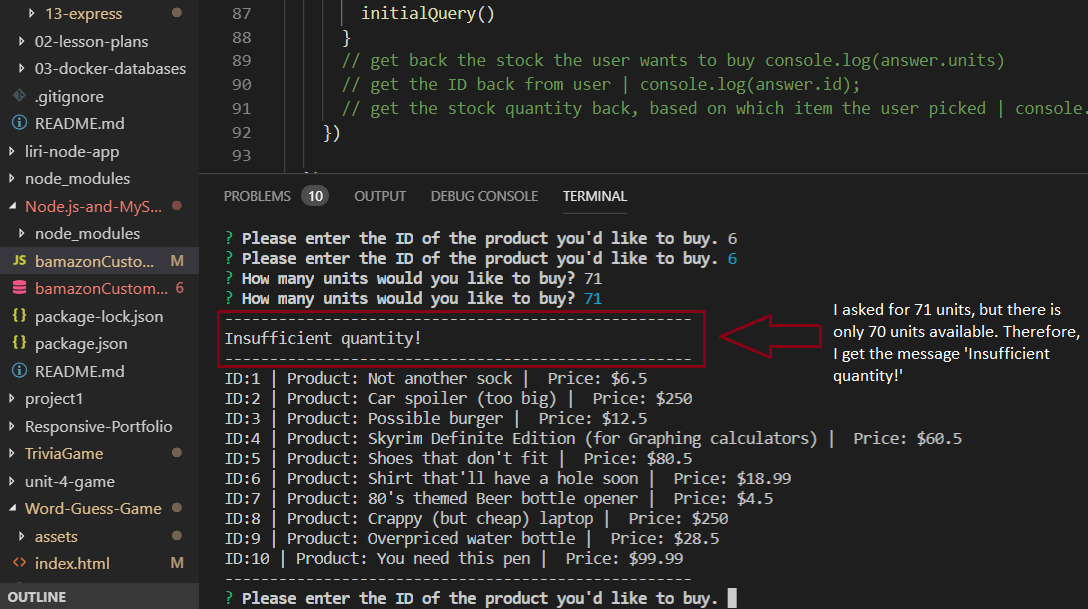 13-express
02-lesson-plans
03-docker-databases
.gitignore
README.md
liri-node-app
node_modules
Node.js-and-MyS...
node_modules
JS bamazonCusto... M
bamazonCustom... 6
{} package-lock.json
{} package.json
README.md
project1
Responsive-Portfolio
TriviaGame
unit-4-game
Word-Guess-Game
assets
<> index.html M
OUTLINE
87 initialQuery()
88 }
89 // get back the stock the user wants to buy console.log(answer.units)
90 // get the ID back from user | console.log(answer.id);
91 // get the stock quantity back, based on which item the user picked | console.
92 })
93
PROBLEMS 10 OUTPUT DEBUG CONSOLE TERMINAL
? Please enter the ID of the product you'd like to buy. 6
? Please enter the ID of the product you'd like to buy. 6
? How many units would you like to buy? 71
? How many units would you like to buy? 71
----------------------------------------------------
Insufficient quantity!
----------------------------------------------------
ID:1 | Product: Not another sock |  Price: $6.5
ID:2 | Product: Car spoiler (too big) |  Price: $250
ID:3 | Product: Possible burger |  Price: $12.5
ID:4 | Product: Skyrim Definite Edition (for Graphing calculators) |  Price: $60.5
ID:5 | Product: Shoes that don't fit |  Price: $80.5
ID:6 | Product: Shirt that'll have a hole soon |  Price: $18.99
ID:7 | Product: 80's themed Beer bottle opener |  Price: $4.5
ID:8 | Product: Crappy (but cheap) laptop |  Price: $250
ID:9 | Product: Overpriced water bottle |  Price: $28.5
ID:10 | Product: You need this pen |  Price: $99.99
----------------------------------------------------
? Please enter the ID of the product you'd like to buy.
I asked for 71 units, but there is
only 70 units available. Therefore,
I get the message 'Insufficient
quantity!'